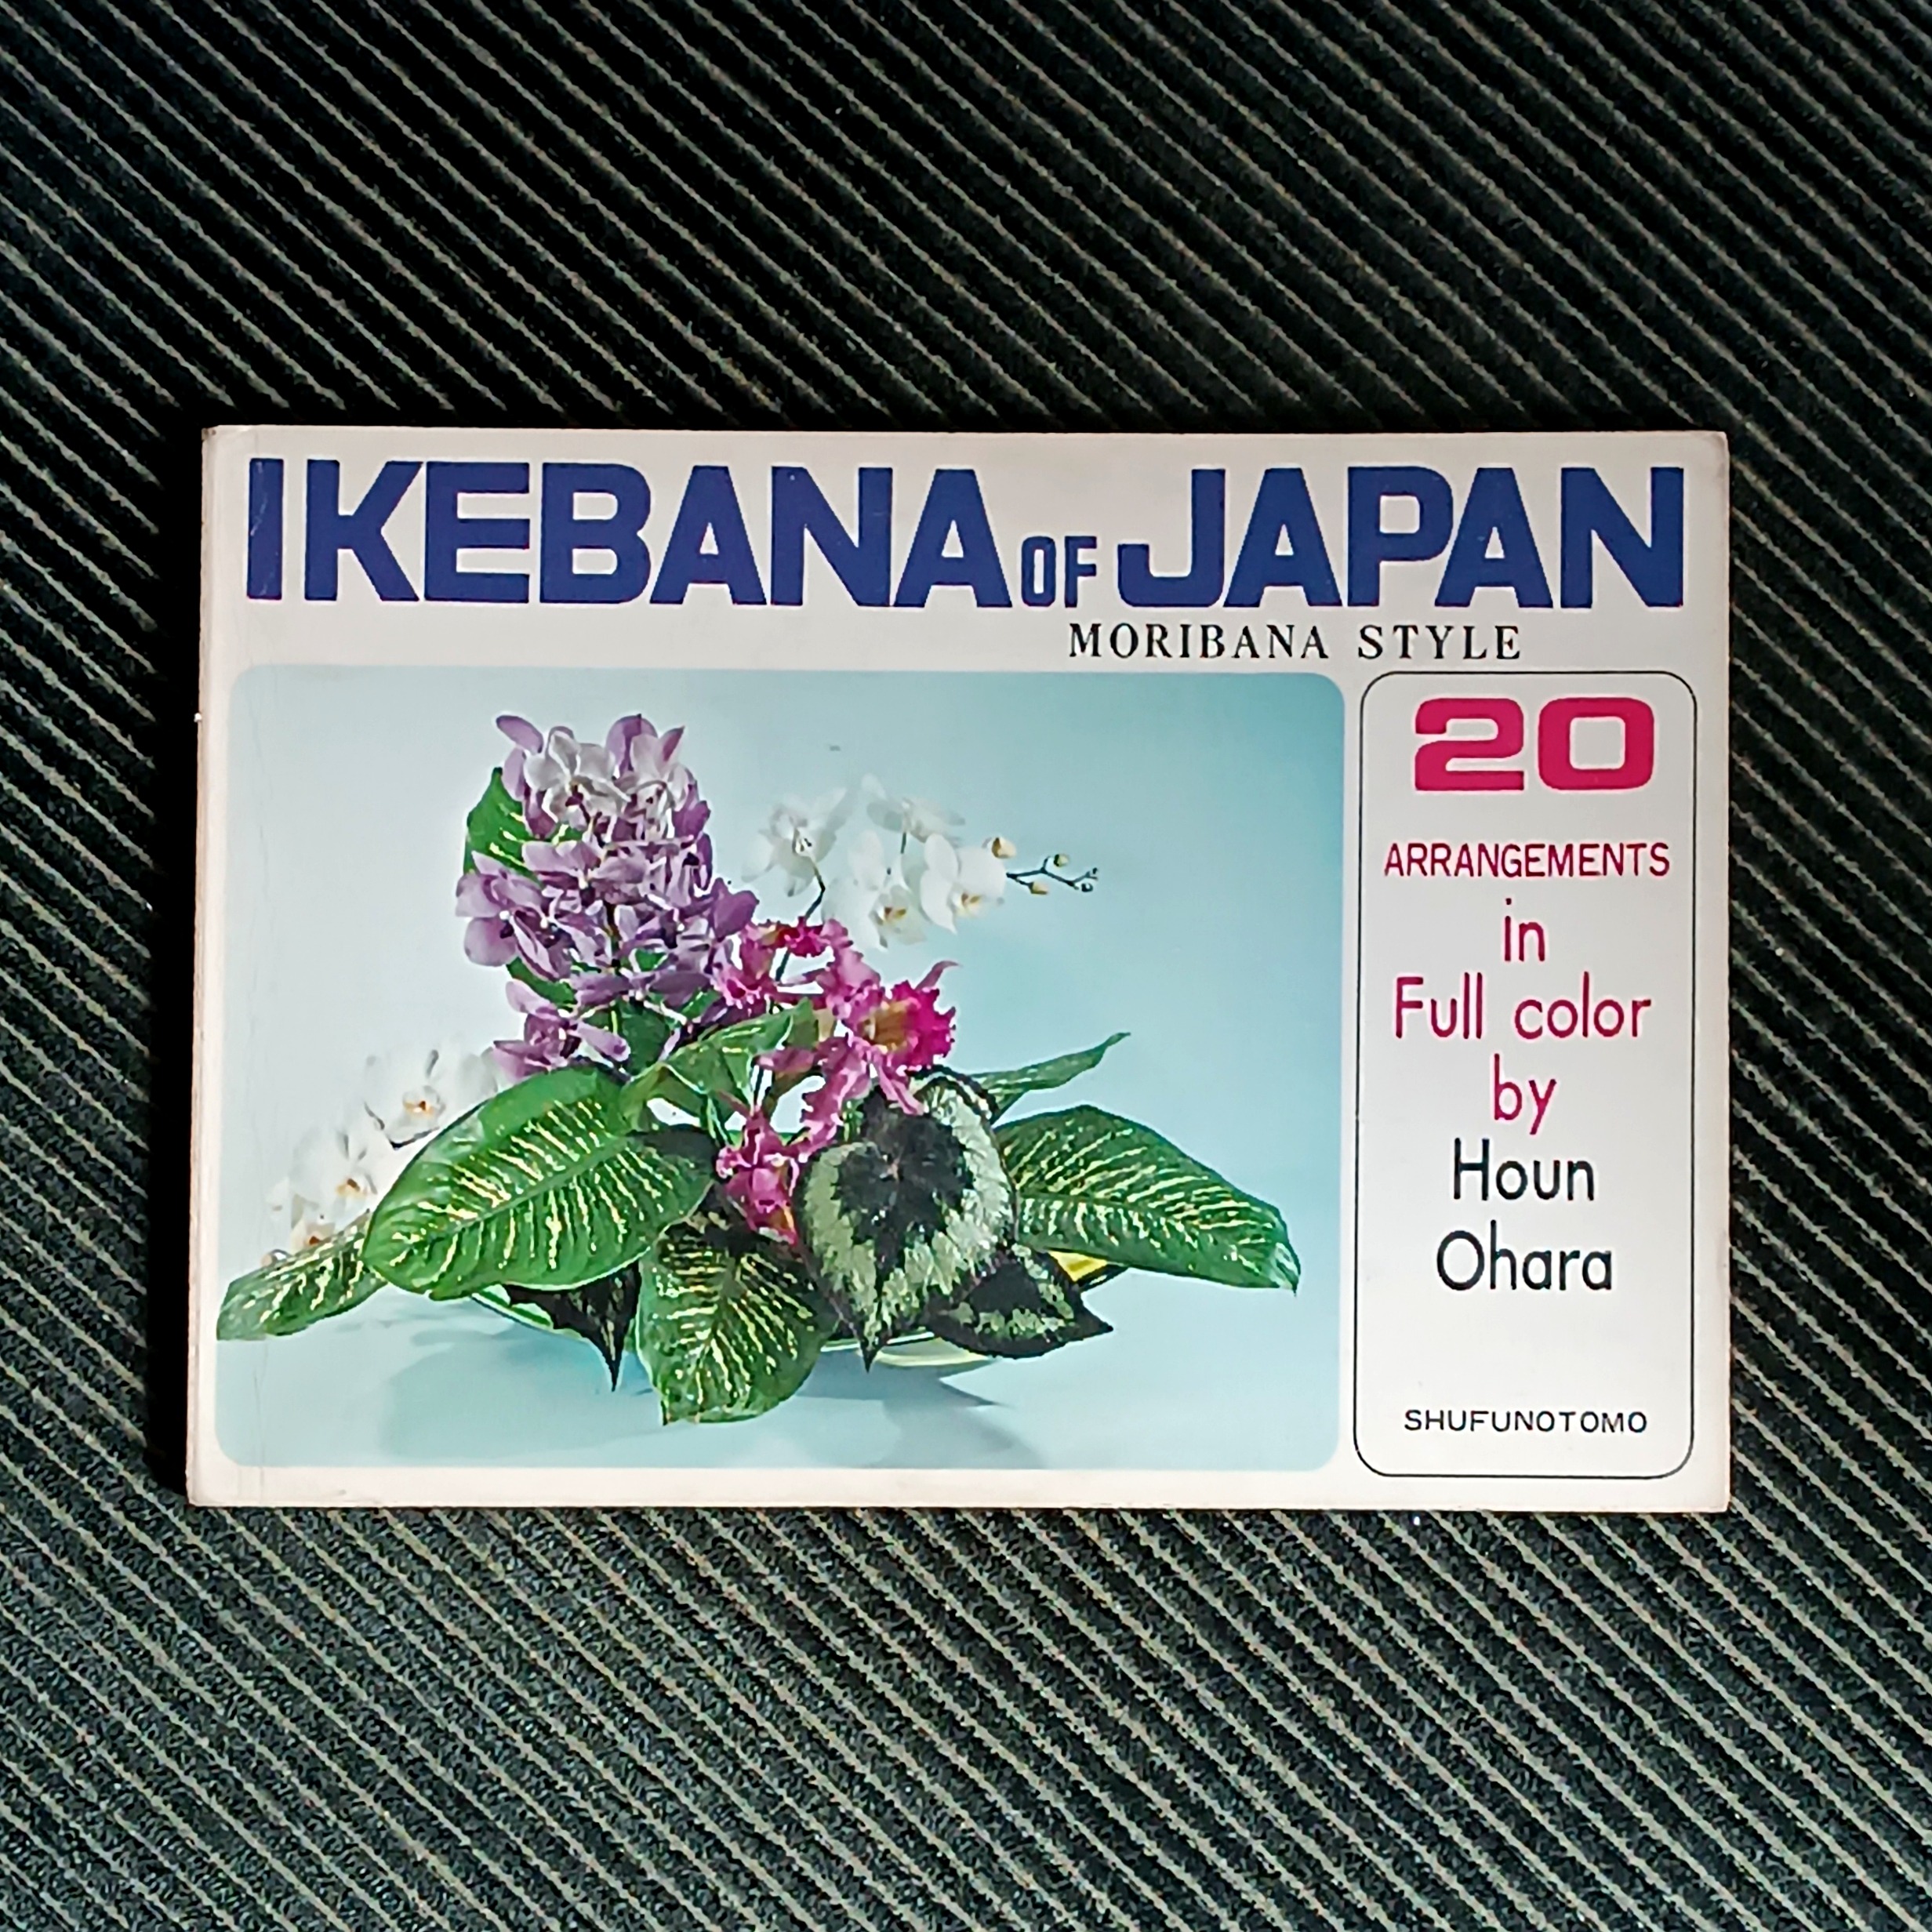 IKEBANA OF JAPAN
MORIBANA STYLE
20
ARRANGEMENTS
in
Full color
by
Houn
Ohara
SHUFUNOTOMO